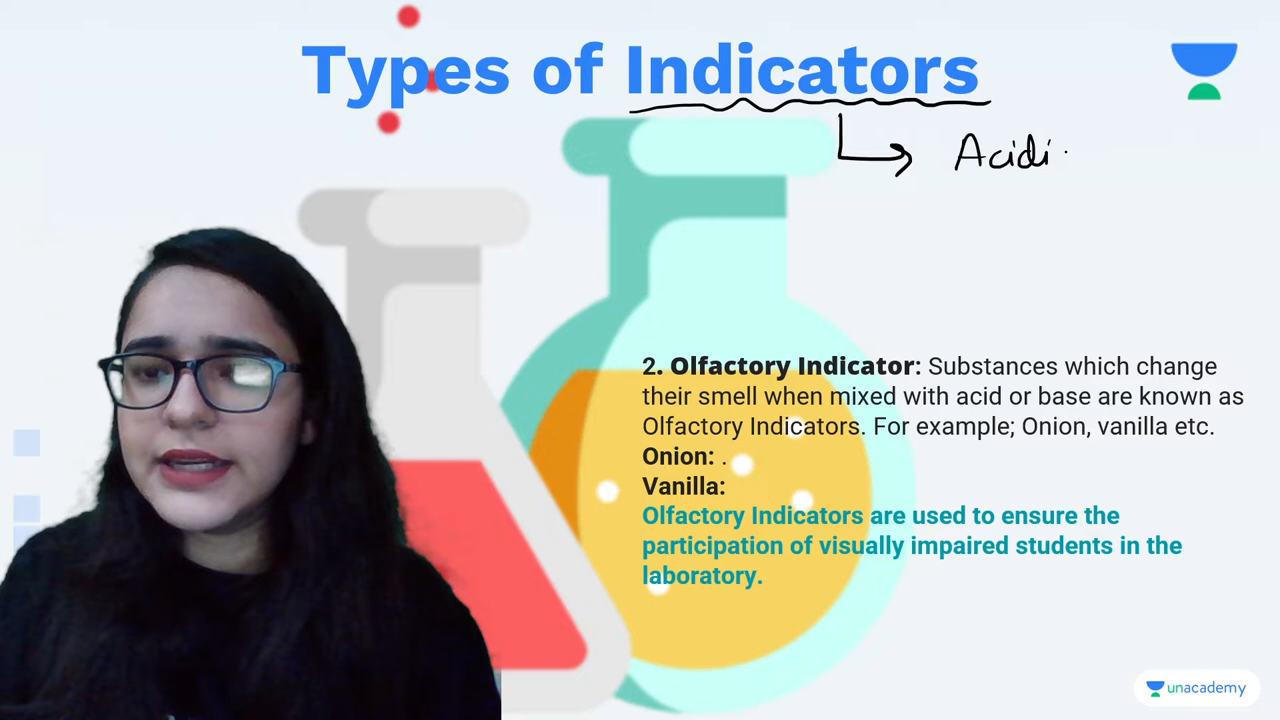 Types of Indicators
Acidi
2. Olfactory Indicator: Substances which change
their smell when mixed with acid or base are known as
Olfactory Indicators. For example; Onion, vanilla etc.
Onion: .
Vanilla:
Olfactory Indicators are used to ensure the
participation of visually impaired students in the
laboratory.
unacademy